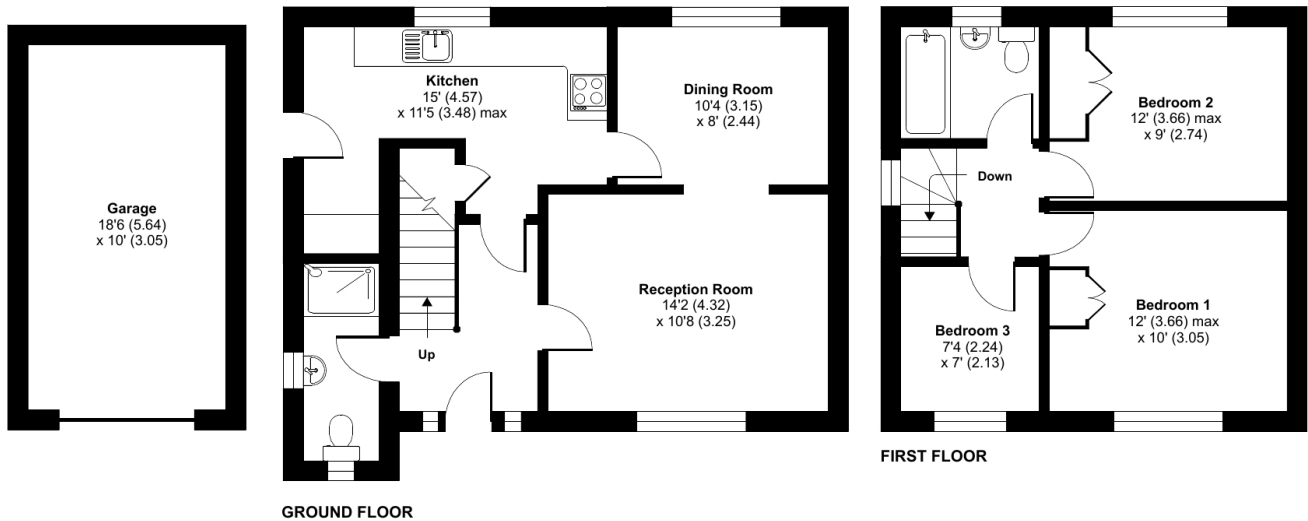 Garage
18'6 (5.64)
x 10' (3.05)
Kitchen
15' (4.57)
x 11'5 (3.48) max
Dining Room
10'4 (3.15)
x 8' (2.44)
Reception Room
14'2 (4.32)
x 10'8 (3.25)
Up
GROUND FLOOR
Down
Bedroom 2
12' (3.66) max
x 9' (2.74)
Bedroom 1
12' (3.66) max
x 10' (3.05)
Bedroom 3
7'4 (2.24)
x 7' (2.13)
FIRST FLOOR